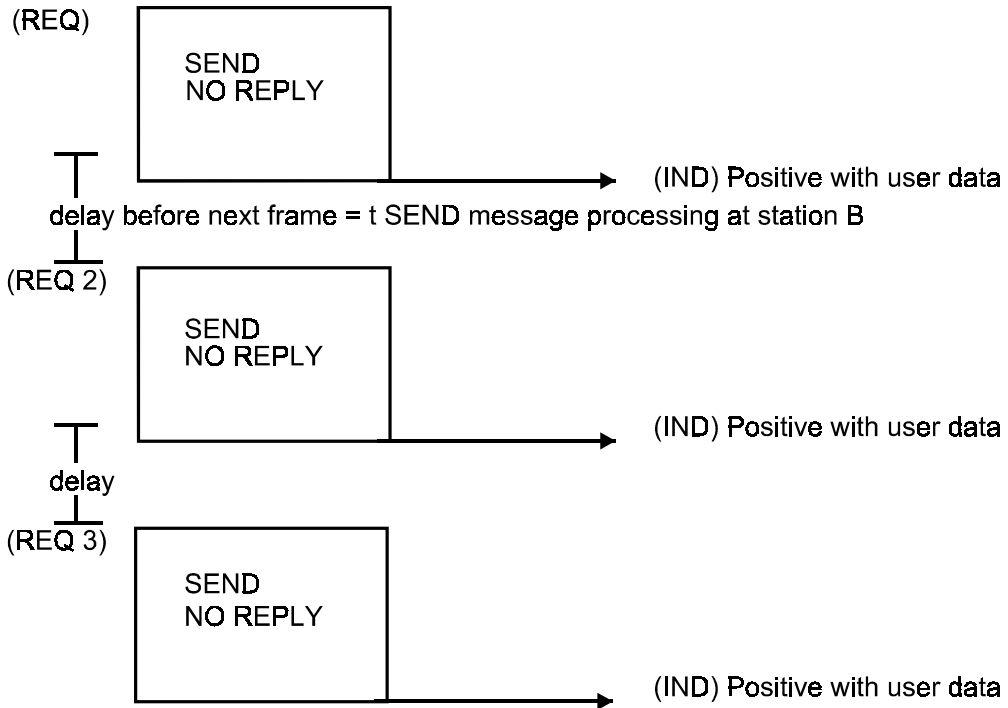 (REQ)
SEND
NO REPLY
(IND) Positive with user data
delay before next frame = t SEND message processing at station B
(REQ 2)
SEND
NO REPLY
(IND) Positive with user data
delay
(REQ 3)
SEND
NO REPLY
(IND) Positive with user data